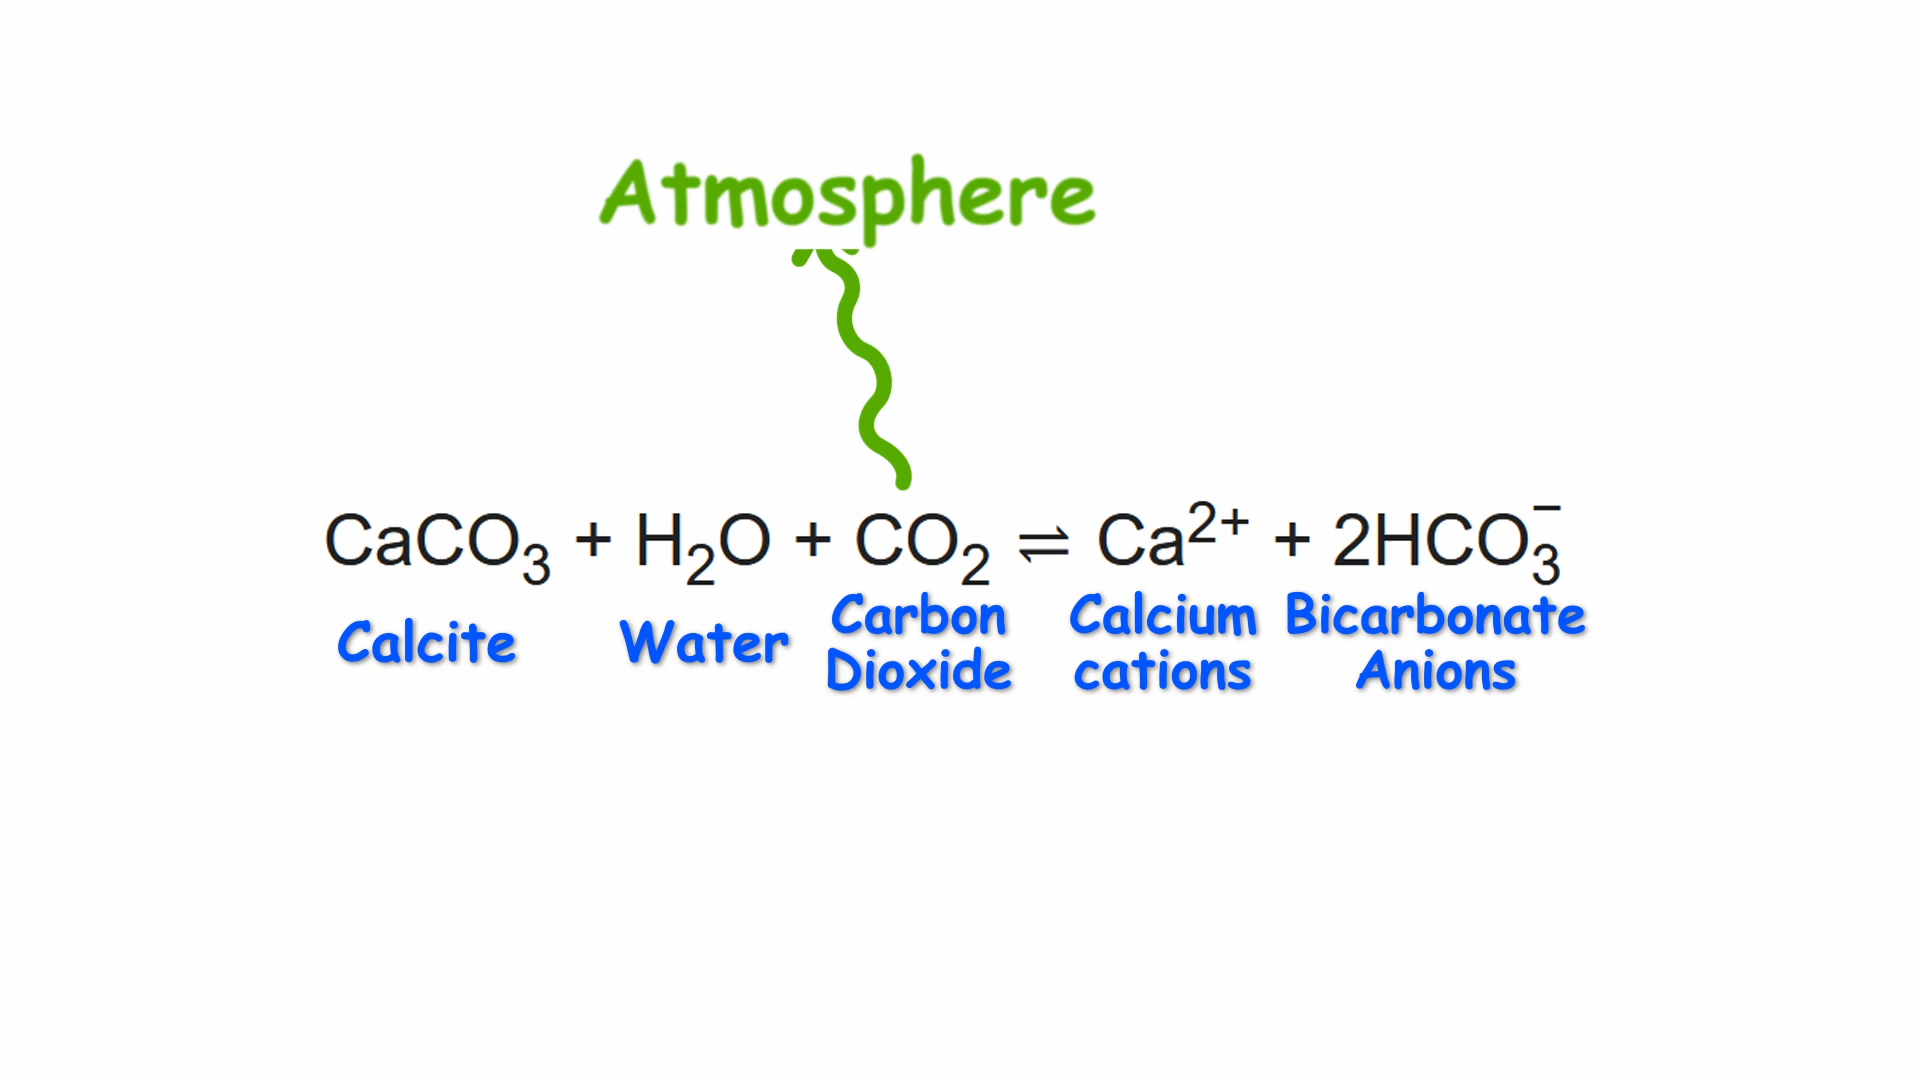 Atmosphere
CaCO₃ + H₂O + CO₂ ⇌ Ca²⁺ + 2HCO₃⁻
Calcite Water Carbon Dioxide Calcium cations Bicarbonate Anions